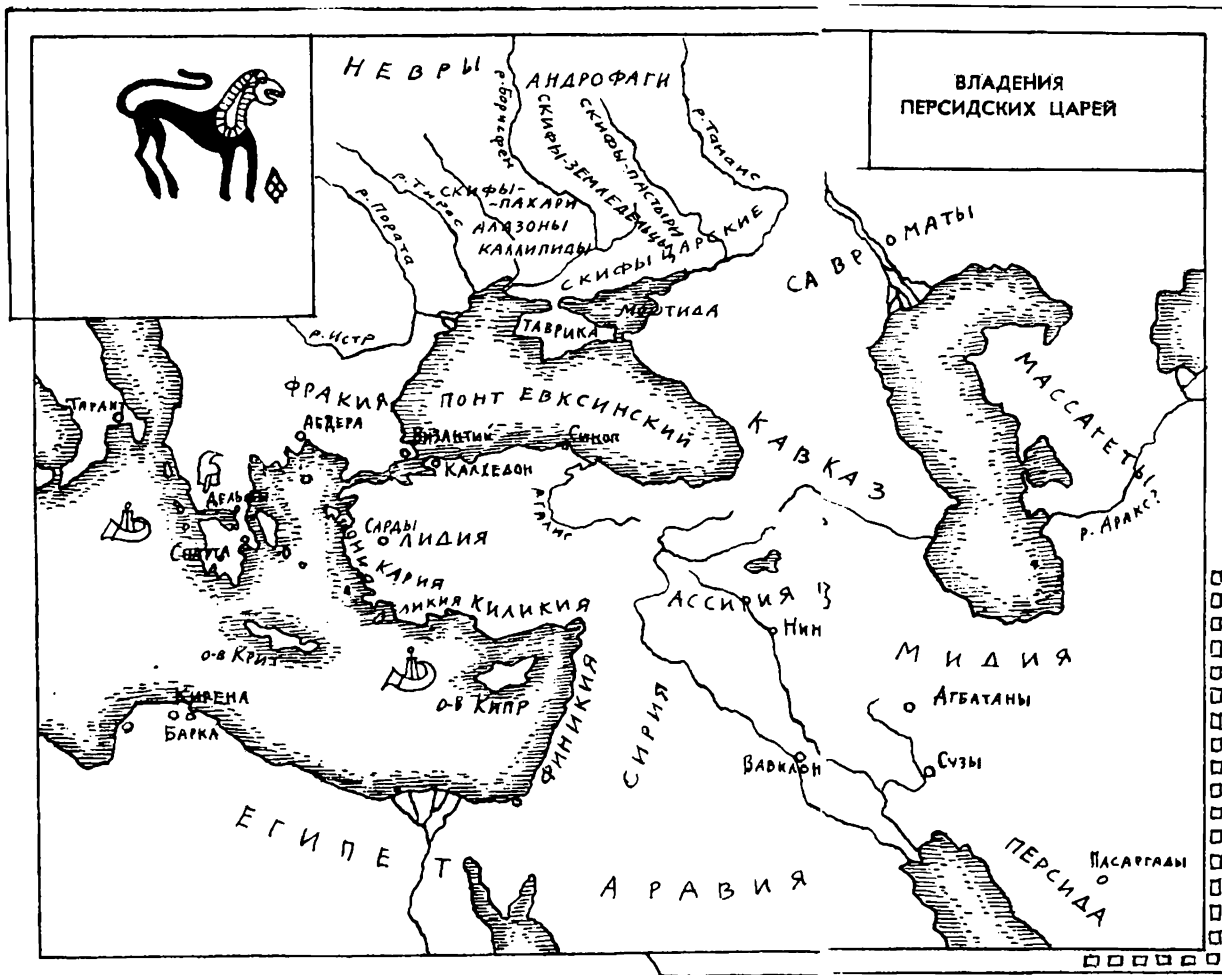 ВЛАДЕНИЯ
ПЕРСИДСКИХ ЦАРЕЙ
НЕВРЫ
АНДРОФАГИ
р. Борисфен
СКИФЫ-ЗЕМЛЕДЕЛЬЦЫ
СКИФЫ-ПАСТЫРИ
р. Танаис
р. Пората
р. Тирас
СКИФЫ-
-ПАХАРИ
АЛАЗОНЫ
КАЛЛИПИДЫ
СКИФЫ ЦАРСКИЕ
САВРОМАТЫ
МЕОТИДА
ТАВРИКА
р. Истр
МАССАГЕТЫ
ФРАКИЯ
ПОНТ ЕВКСИНСКИЙ
КАВКАЗ
ТАРАНТ
АБДЕРА
ВИЗАНТИЙ
СИНОП
КАЛХЕДОН
р. Аракс?
ДЕЛЬФЫ
СПАРТА
САРДЫ
ЛИДИЯ
ИОНИЯ
КАРИЯ
ЛИКИЯ
КИЛИКИЯ
АССИРИЯ
НИН
МИДИЯ
о-в КРИТ
о-в КИПР
ФИНИКИЯ
СИРИЯ
АГБАТАНЫ
КИРЕНА
БАРКА
ВАВИЛОН
СУЗЫ
ЕГИПЕТ
АРАВИЯ
ПЕРСИДА
ПАСАРГАДЫ